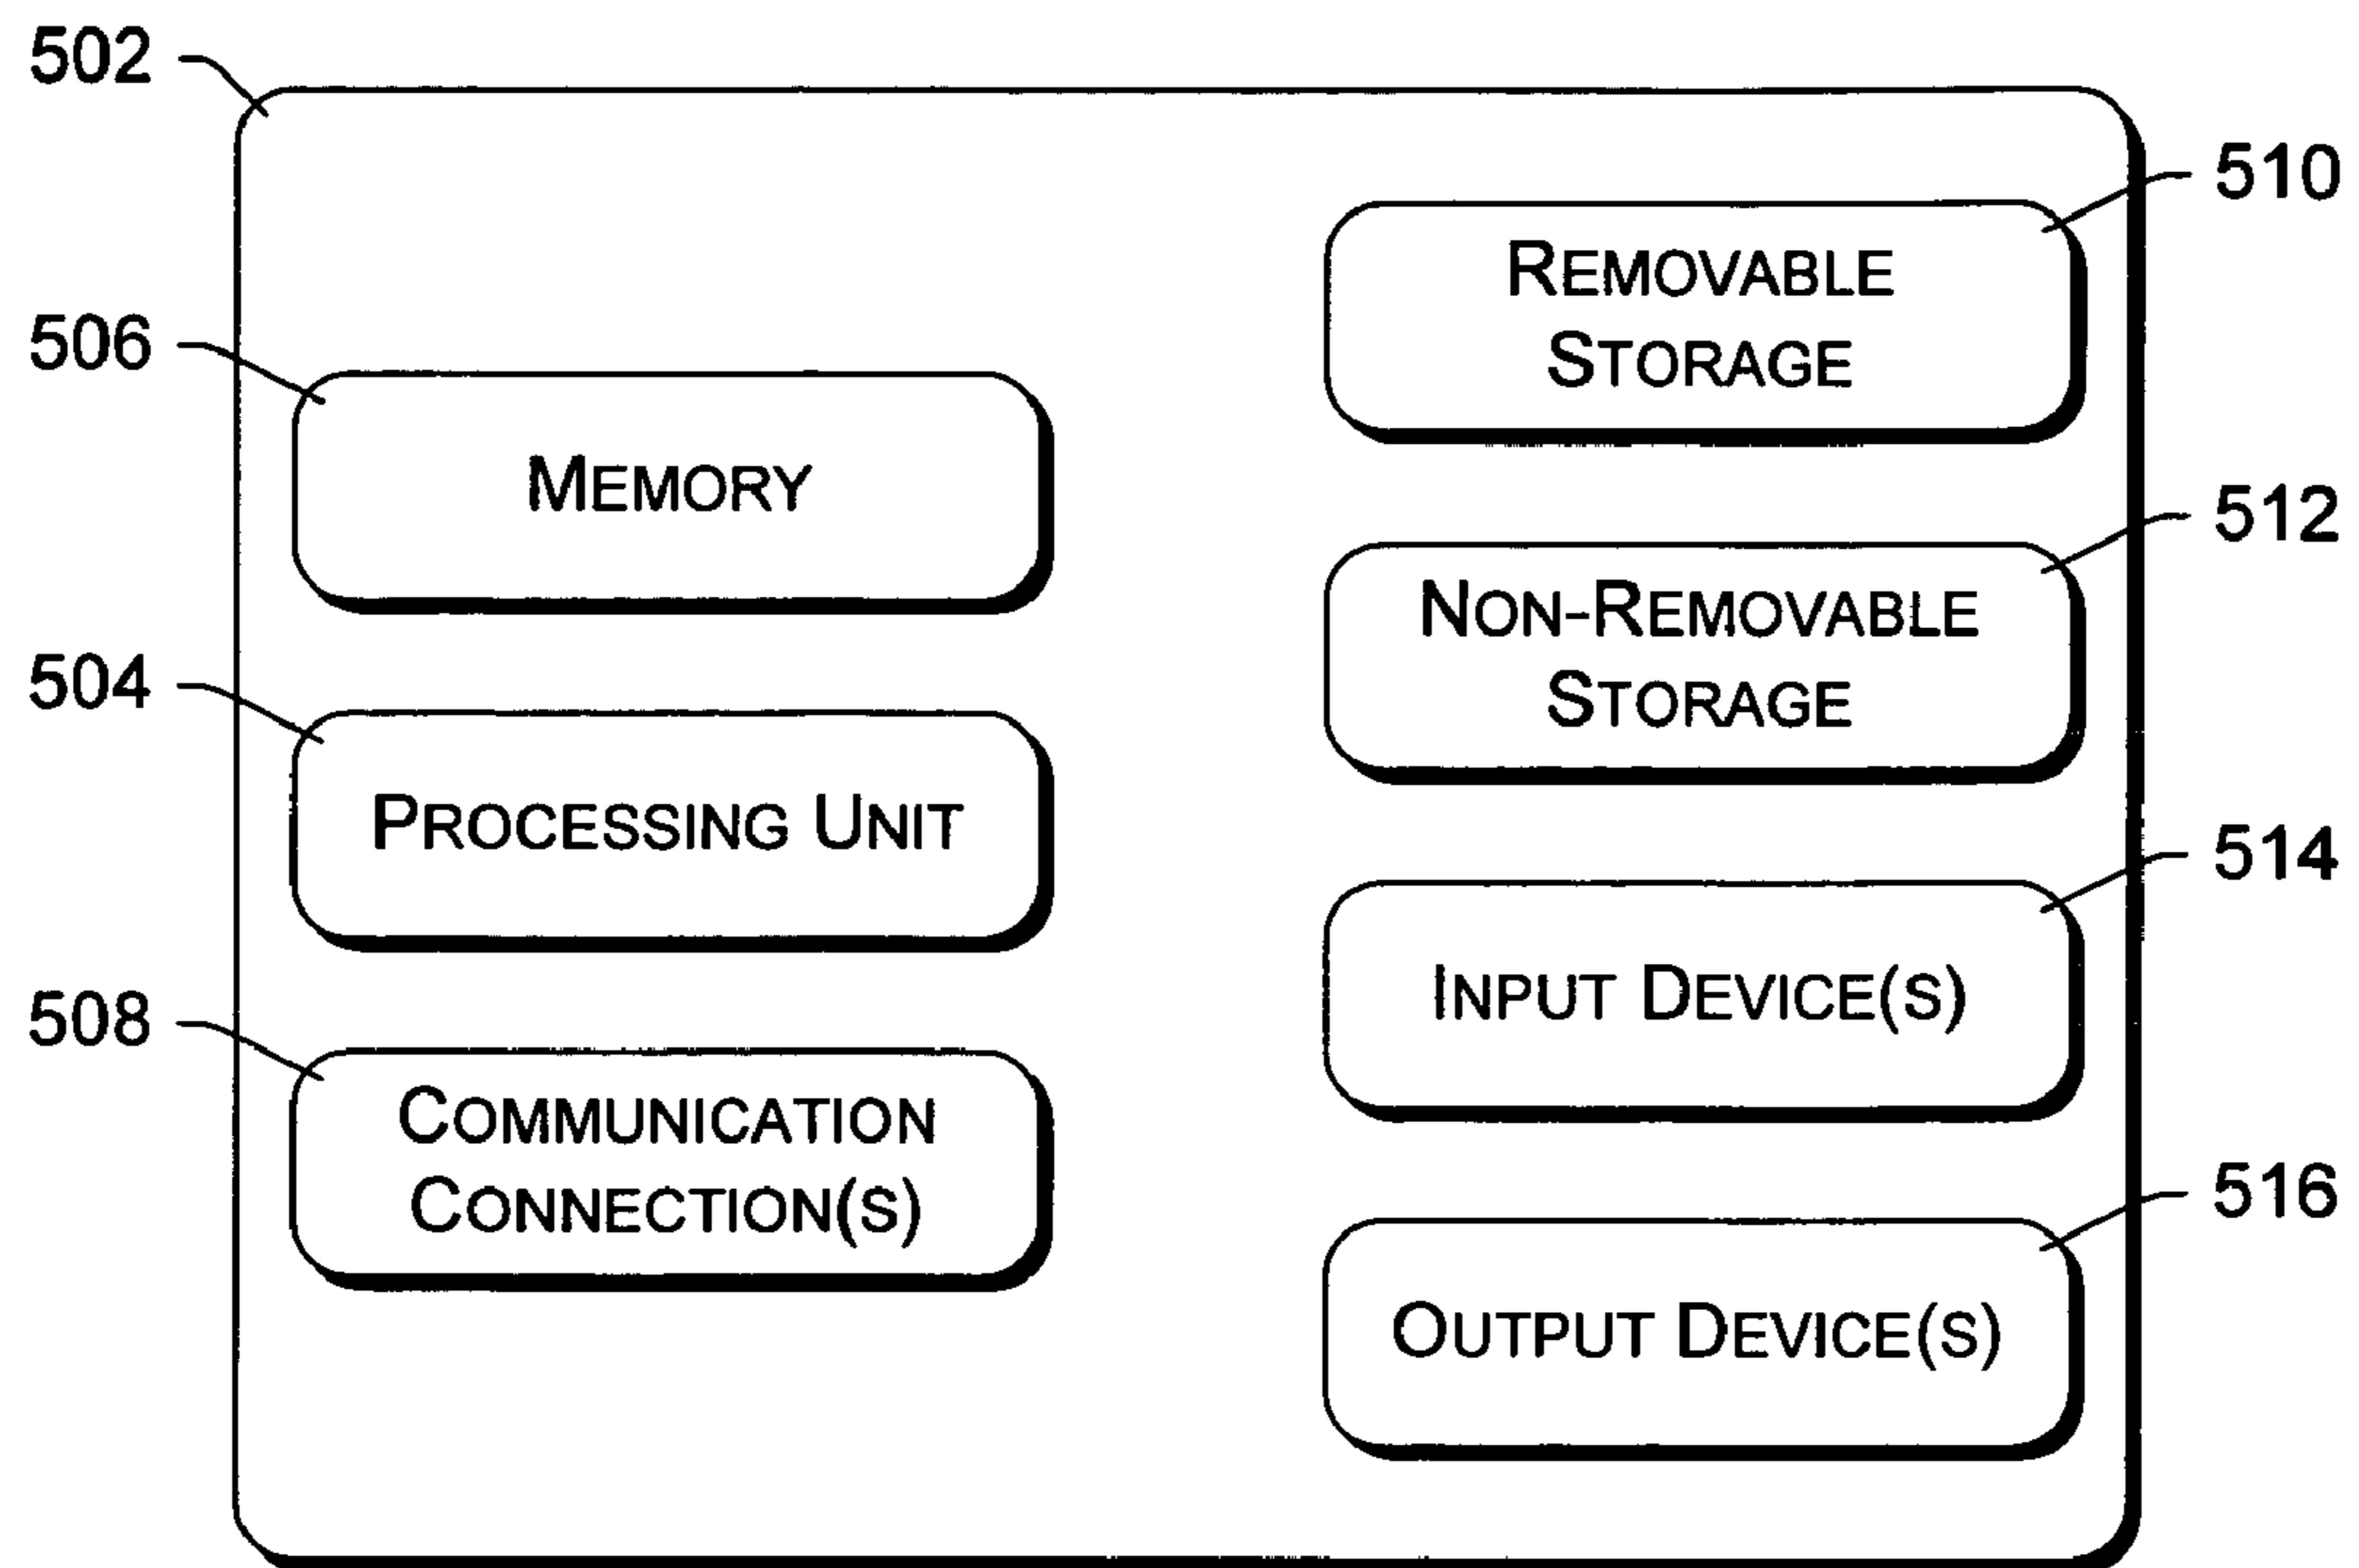 502
510
REMOVABLE
STORAGE
506
MEMORY
512
NON-REMOVABLE
STORAGE
504
PROCESSING UNIT
514
INPUT DEVICE(S)
508
COMMUNICATION
CONNECTION(S)
516
OUTPUT DEVICE(S)